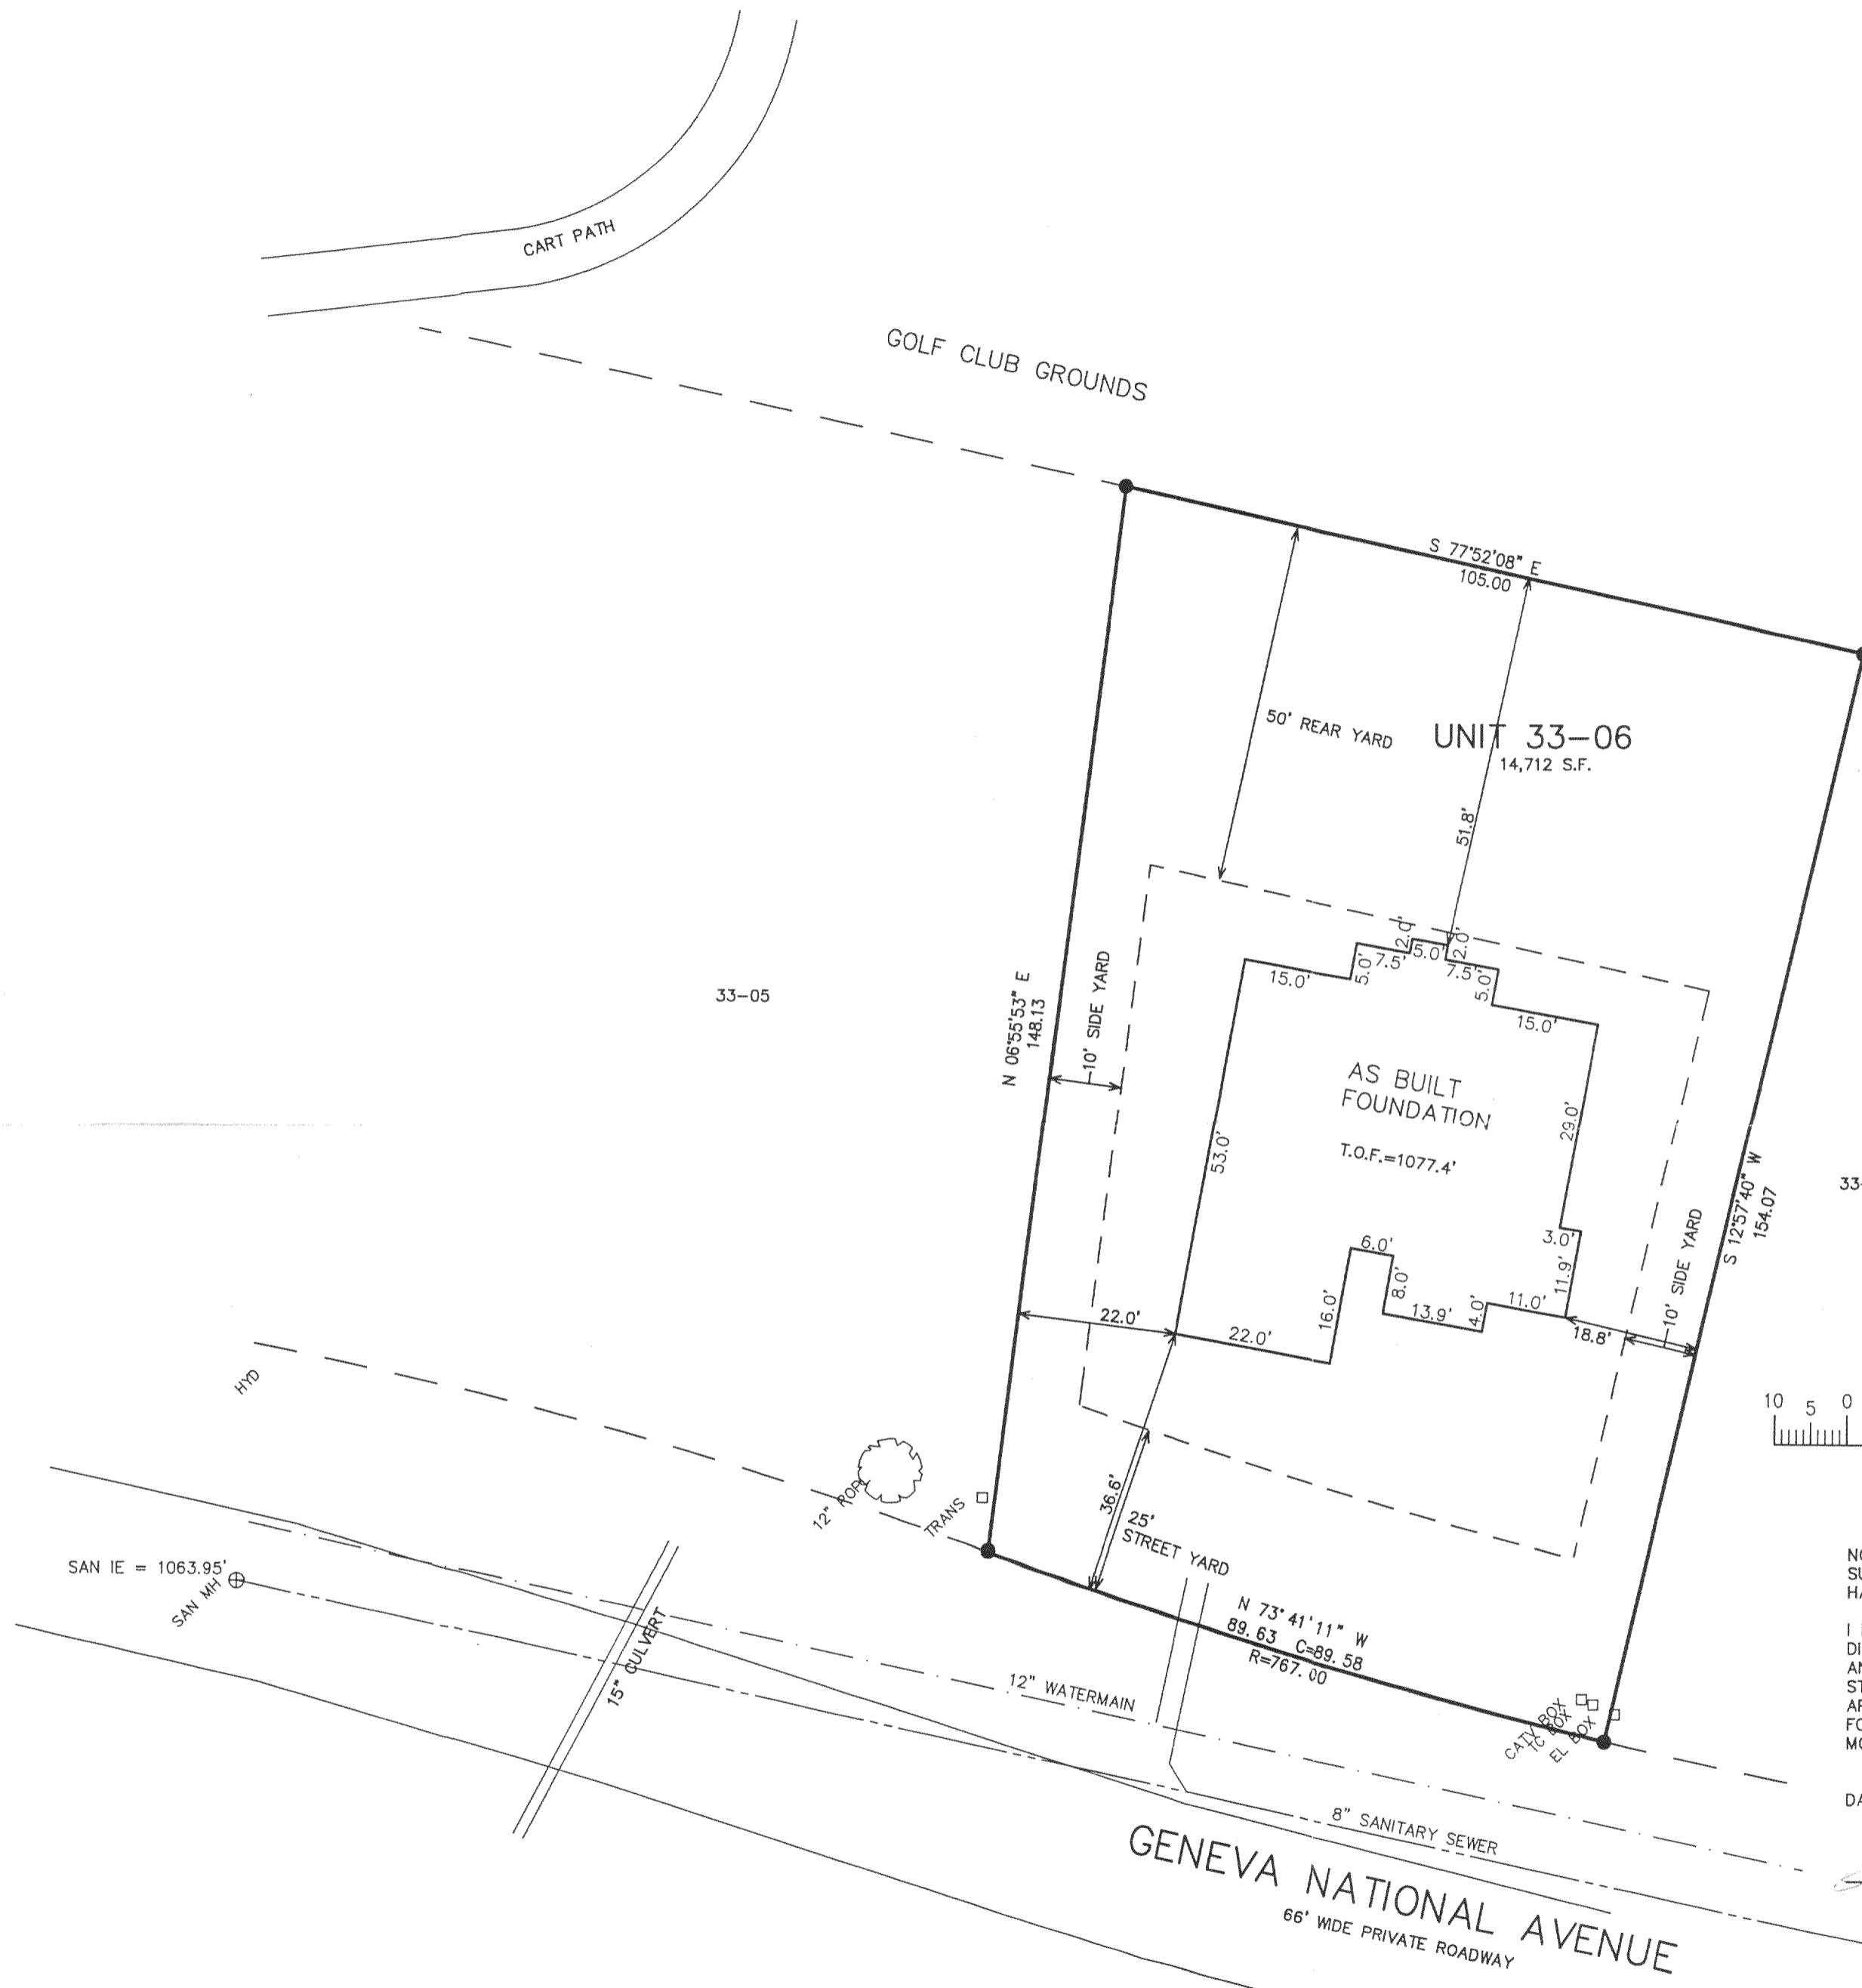 CART PATH
GOLF CLUB GROUNDS
S 77°52'08" E
105.00
50' REAR YARD
UNIT 33-06
14,712 S.F.
51.8'
2.0'
5.0'
2.0'
7.5'
7.5'
5.0'
5.0'
15.0'
15.0'
33-05
N 06°55'53" E
148.13
10' SIDE YARD
AS BUILT
FOUNDATION
T.O.F.=1077.4'
53.0'
29.0'
S 12°57'40" W
154.07
33-
10' SIDE YARD
3.0'
11.9'
6.0'
8.0'
16.0'
13.9'
4.0'
11.0'
18.8'
22.0'
22.0'
10 5 0
HYD
36.6'
25'
STREET YARD
12" POPL
TRANS
SAN IE = 1063.95'
SAN MH
15" CULVERT
N 73°41'11" W
89.63 C=89.58
R=767.00
12" WATERMAIN
CATV BOX
TC BOX
EL BOX
8" SANITARY SEWER
GENEVA NATIONAL AVENUE
66' WIDE PRIVATE ROADWAY